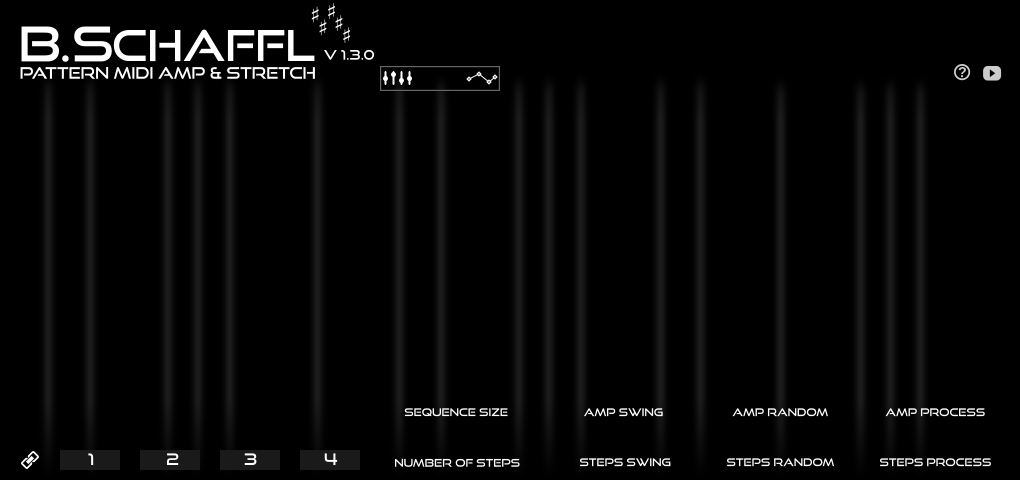 B.SCHAFFL
V 1.3.0
PATTERN MIDI AMP & STRETCH
SEQUENCE SIZE AMP SWING AMP RANDOM AMP PROCESS
1 2 3 4
NUMBER OF STEPS STEPS SWING STEPS RANDOM STEPS PROCESS